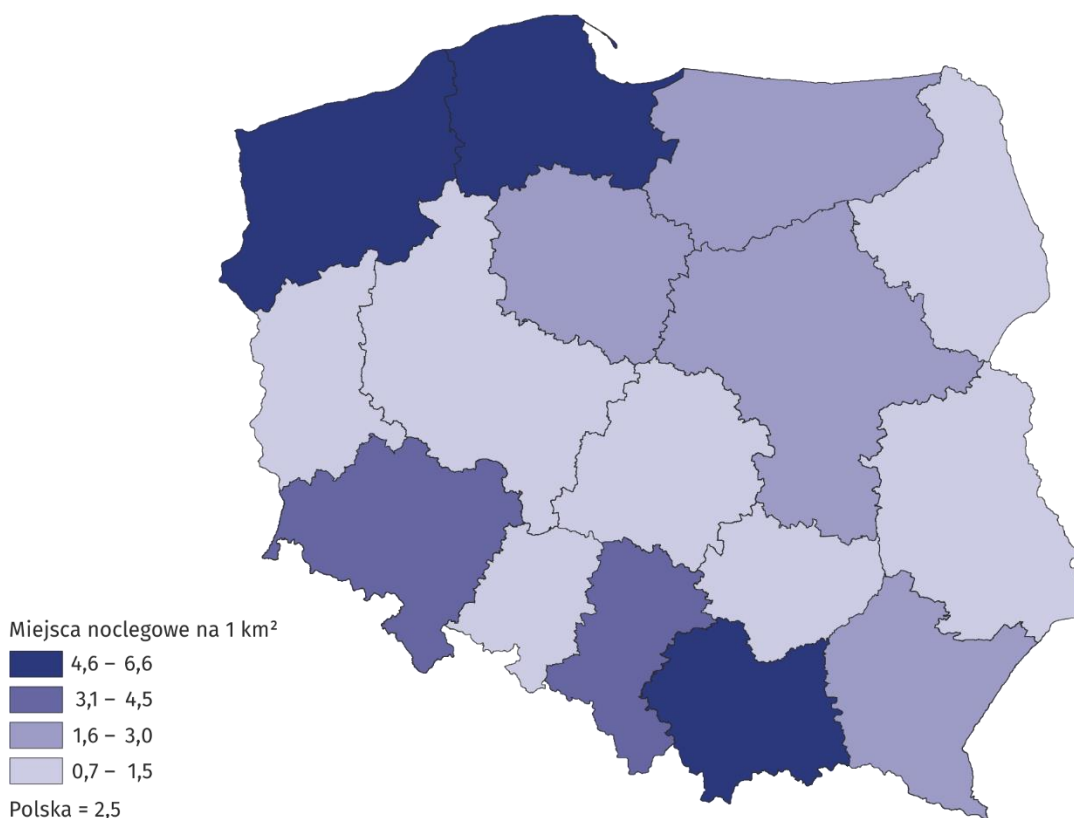 Miejsca noclegowe na 1 km²
4,6 – 6,6
3,1 – 4,5
1,6 – 3,0
0,7 – 1,5
Polska = 2,5